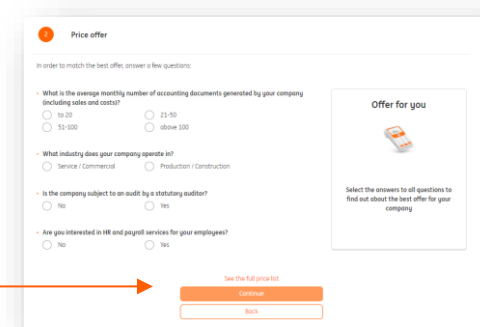 2 Price offer
In order to match the best offer, answer a few questions:
What is the average monthly number of accounting documents generated by your company
(including sales and costs)?
to 20 21-50
51-100 above 100
What industry does your company operate in?
Service / Commercial Production / Construction
Is the company subject to an audit by a statutory auditor?
No Yes
Are you interested in HR and payroll services for your employees?
No Yes
Offer for you
Select the answers to all questions to
find out about the best offer for your
company
See the full price list
Continue
Back